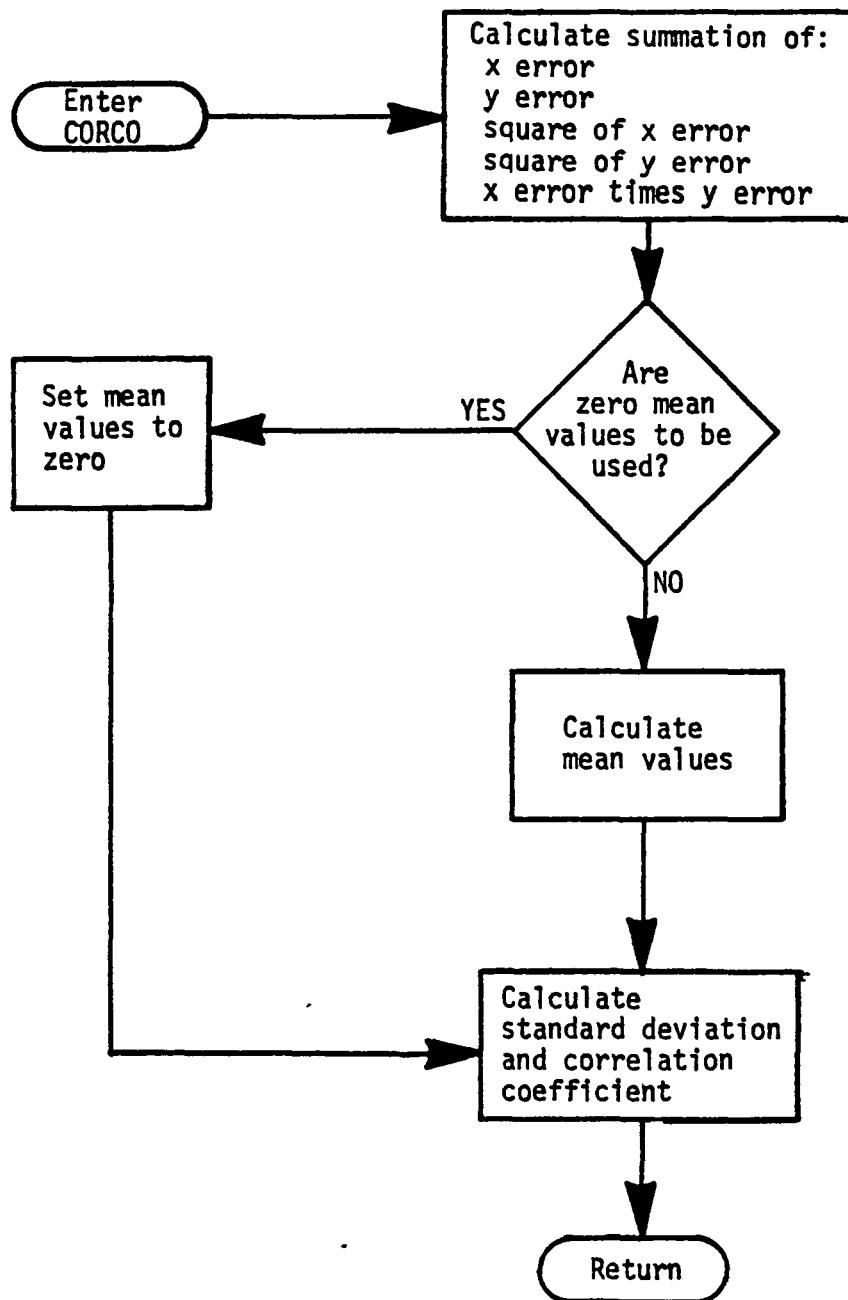 Enter
CORCO
Calculate summation of:
x error
y error
square of x error
square of y error
x error times y error
Are
zero mean
values to be
used?
YES
Set mean
values to
zero
NO
Calculate
mean values
Calculate
standard deviation
and correlation
coefficient
Return